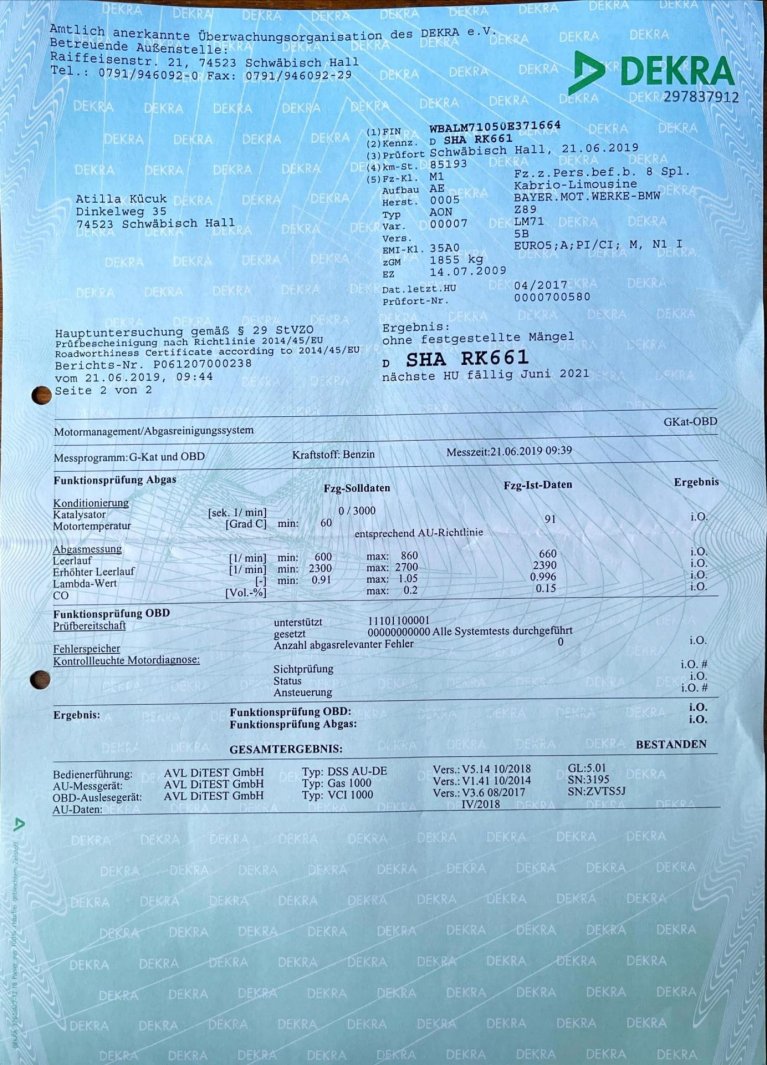 Amtlich anerkannte Überwachungsorganisation des DEKRA e.V.
Betreuende Außenstelle:
Raiffeisenstr. 21, 74523 Schwäbisch Hall
Tel.: 0791/946092-0 Fax: 0791/946092-29
DEKRA
297837912
(1) FIN WBALM71050E371664
(2) Kennz. D SHA RK661
(3) Prüfort Schwäbisch Hall, 21.06.2019
(4) km-St. 85193
(5) Fz-Kl. M1 Fz.z.Pers.bef.b. 8 Spl.
Aufbau AE Kabrio-Limousine
Herst. 0005 BAYER.MOT.WERKE-BMW
Typ AON Z89
Var. 00007 LM71
Vers. 5B
EMI-Kl. 35A0 EURO5;A;PI/CI; M, N1 I
zGM 1855 kg
EZ 14.07.2009
Dat.letzt.HU 04/2017
Prüfort-Nr. 0000700580
Atilla Kücuk
Dinkelweg 35
74523 Schwäbisch Hall
Hauptuntersuchung gemäß § 29 StVZO
Prüfbescheinigung nach Richtlinie 2014/45/EU
Roadworthiness Certificate according to 2014/45/EU
Berichts-Nr. P061207000238
vom 21.06.2019, 09:44
Seite 2 von 2
Ergebnis:
ohne festgestellte Mängel
D SHA RK661
nächste HU fällig Juni 2021
Motormanagement/Abgasreinigungssystem GKat-OBD
Messprogramm:G-Kat und OBD Kraftstoff: Benzin Messzeit:21.06.2019 09:39
Funktionsprüfung Abgas Fzg-Solldaten Fzg-Ist-Daten Ergebnis
Konditionierung
Katalysator [sek. 1/ min] 0 / 3000
Motortemperatur [Grad C] min: 60 91 i.O.
entsprechend AU-Richtlinie
Abgasmessung
Leerlauf [1/ min] min: 600 max: 860 660 i.O.
Erhöhter Leerlauf [1/ min] min: 2300 max: 2700 2390 i.O.
Lambda-Wert [-] min: 0.91 max: 1.05 0.996 i.O.
CO [Vol.-%] max: 0.2 0.15 i.O.
Funktionsprüfung OBD
Prüfbereitschaft unterstützt 11101100001
gesetzt 00000000000 Alle Systemtests durchgeführt
Fehlerspeicher Anzahl abgasrelevanter Fehler 0 i.O.
Kontrolleuchte Motordiagnose:
Sichtprüfung i.O. #
Status i.O.
Ansteuerung i.O. #
Ergebnis: Funktionsprüfung OBD: i.O.
Funktionsprüfung Abgas: i.O.
GESAMTERGEBNIS: BESTANDEN
Bedienerführung: AVL DiTEST GmbH Typ: DSS AU-DE Vers.: V5.14 10/2018 GL:5.01
AU-Messgerät: AVL DiTEST GmbH Typ: Gas 1000 Vers.: V1.41 10/2014 SN:3195
OBD-Auslesegerät: AVL DiTEST GmbH Typ: VCI 1000 Vers.: V3.6 08/2017 SN:ZVTS5J
AU-Daten: IV/2018